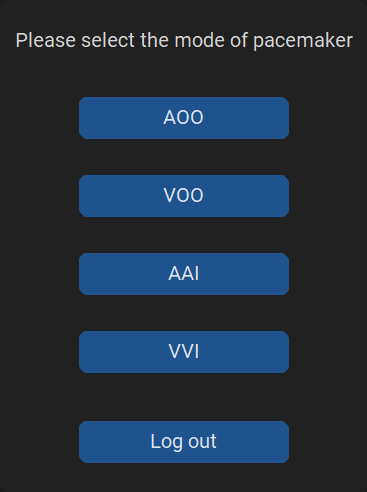 Please select the mode of pacemaker
AOO
VOO
AAI
VVI
Log out